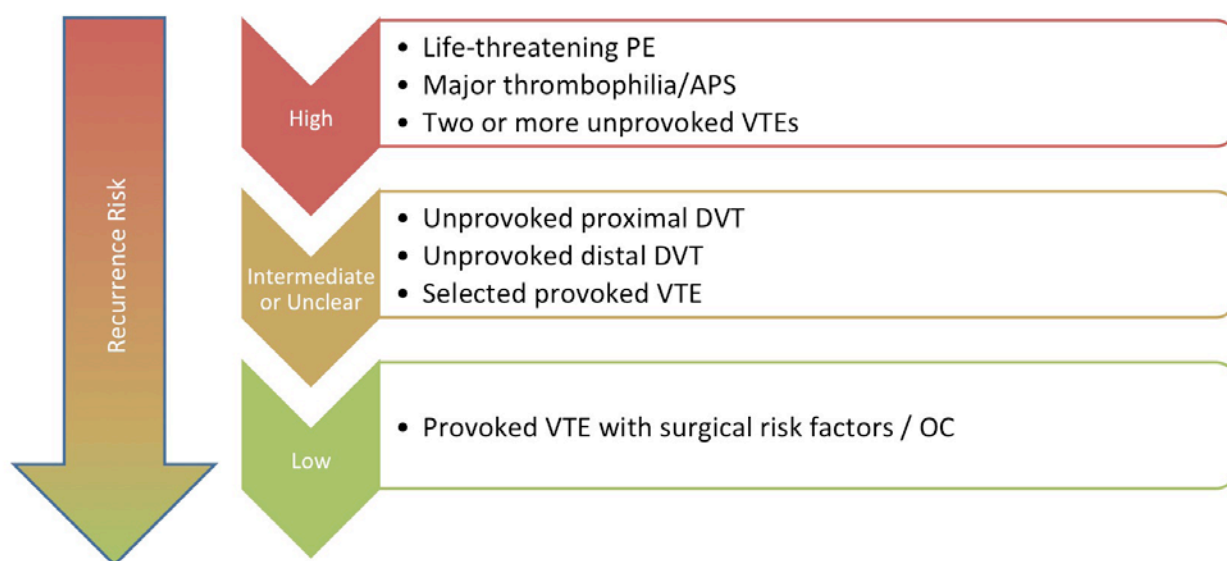 Recurrence Risk
High
• Life-threatening PE
• Major thrombophilia/APS
• Two or more unprovoked VTEs
Intermediate
or Unclear
• Unprovoked proximal DVT
• Unprovoked distal DVT
• Selected provoked VTE
Low
• Provoked VTE with surgical risk factors / OC